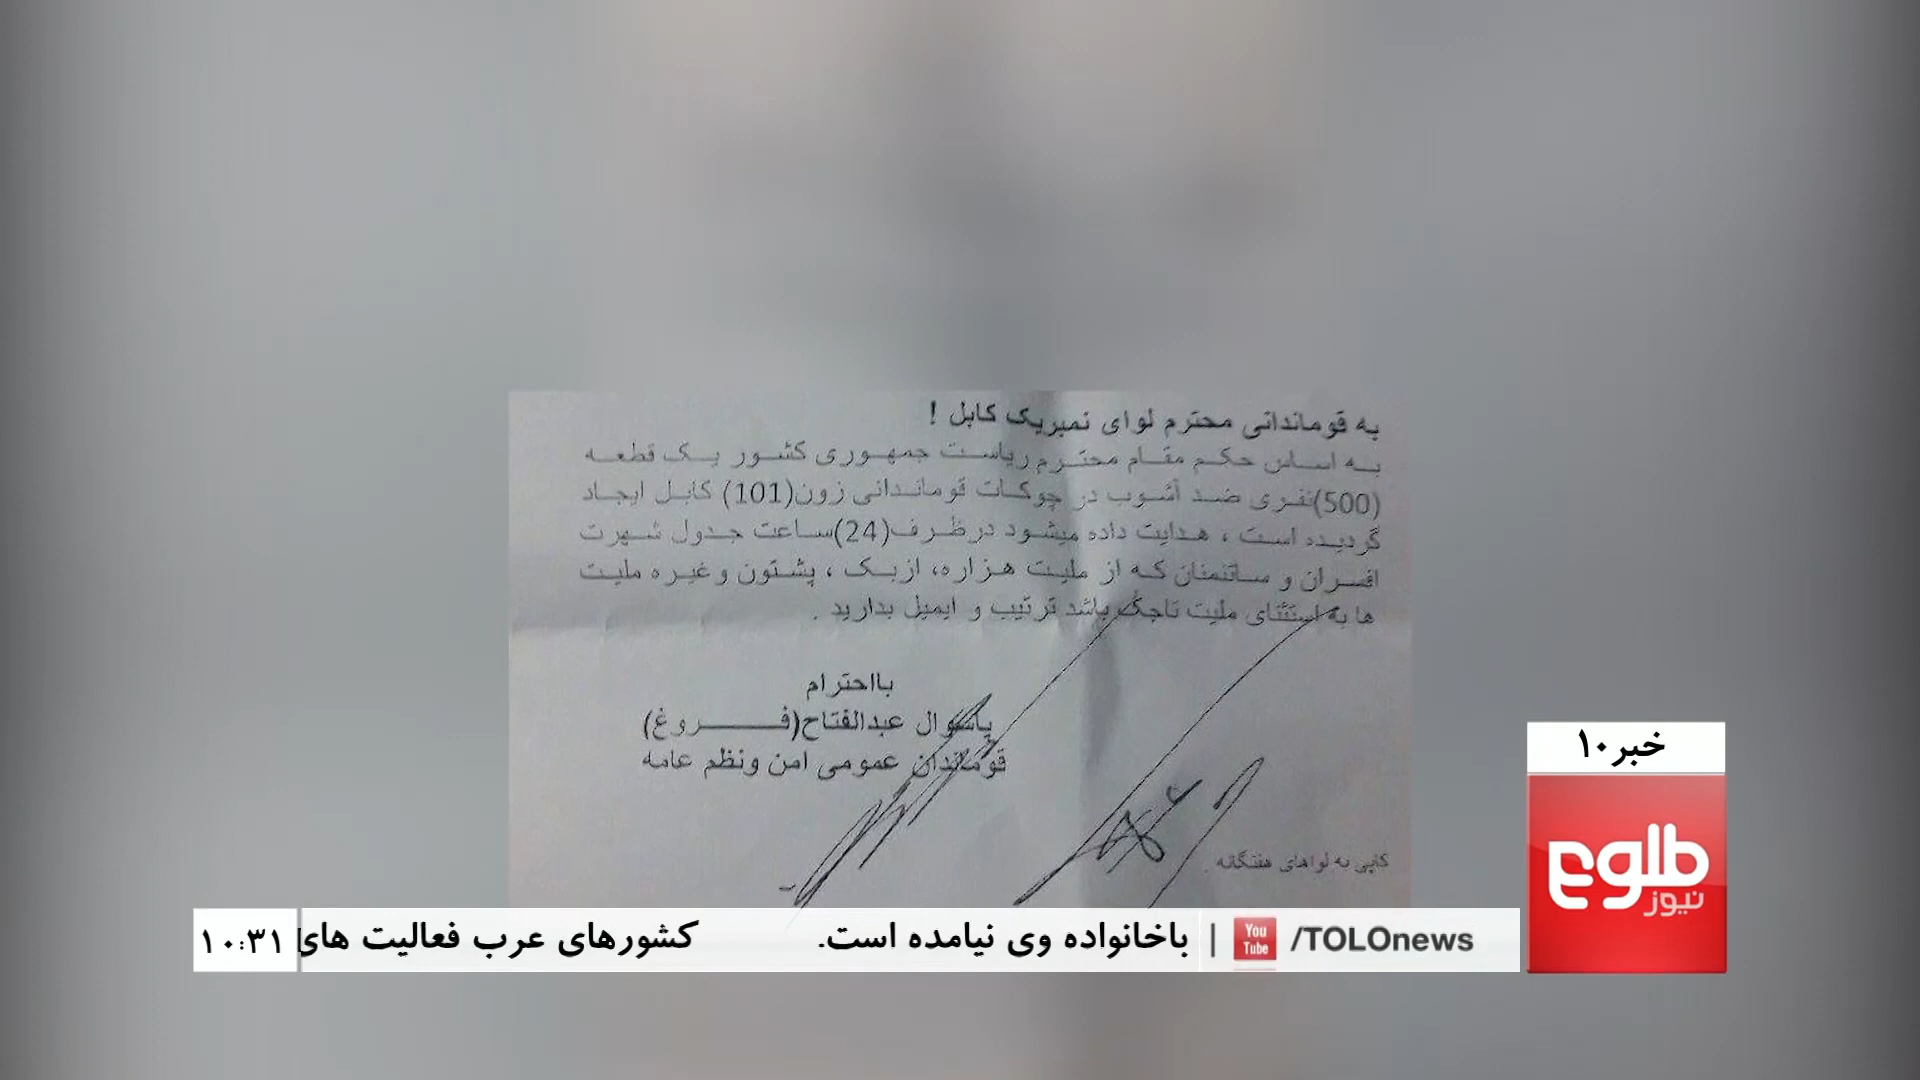 به قوماندانی محترم لوای نمبریک کابل !
به اساس حکم مقام محترم ریاست جمهوری کشور یک قطعه
(500)نفری ضد آشوب در چوکات قوماندانی زون(101) کابل ایجاد
گردیده است ، هدایت داده میشود درظرف(24)ساعت جدول شهرت
افسران و ساتنمنان که از ملیت هزاره، ازبک ، پشتون وغیره ملیت
ها به استثنای ملیت تاجک باشد ترتیب و ایمیل بدارید .
بااحترام
پاسوال عبدالفتاح(فروغ)
قوماندان عمومی امن ونظم عامه
کاپی به لواهای هفتگانه .
خبر۱۰
طلوع
نیوز
You
Tube
/TOLOnews
|
باخانواده وی نیامده است. کشورهای عرب فعالیت های
۱۰:۳۱